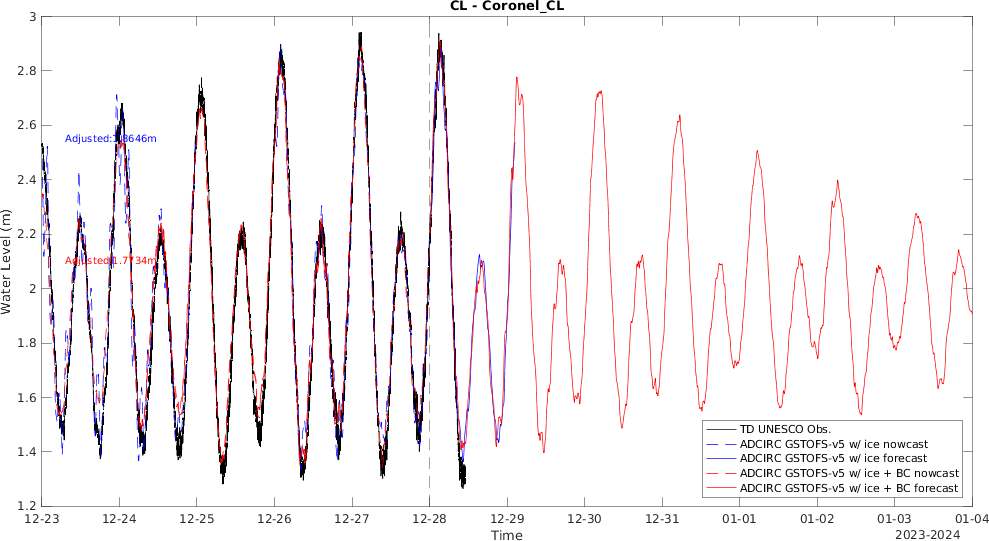 CL - Coronel_CL
3
2.8
2.6
2.4
2.2
2
1.8
1.6
1.4
1.2
Water Level (m)
Adjusted:1.8646m
Adjusted:1.7734m
TD UNESCO Obs.
ADCIRC GSTOFS-v5 w/ ice nowcast
ADCIRC GSTOFS-v5 w/ ice forecast
ADCIRC GSTOFS-v5 w/ ice + BC nowcast
ADCIRC GSTOFS-v5 w/ ice + BC forecast
12-23 12-24 12-25 12-26 12-27 12-28 12-29 12-30 12-31 01-01 01-02 01-03 01-04
Time
2023-2024